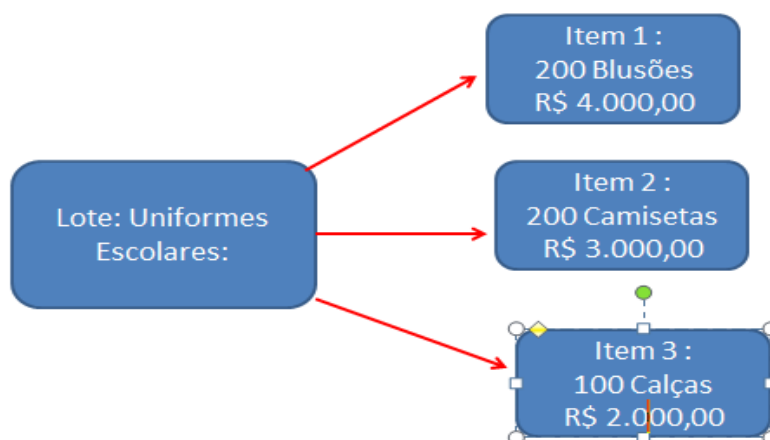 Lote: Uniformes
Escolares:
Item 1 :
200 Blusões
R$ 4.000,00
Item 2 :
200 Camisetas
R$ 3.000,00
Item 3 :
100 Calças
R$ 2.000,00